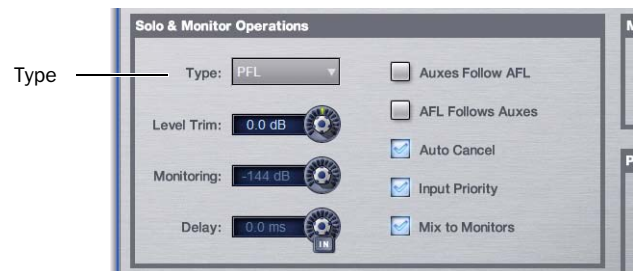 Solo & Monitor Operations
Type
Type: PFL
Level Trim: 0.0 dB
Monitoring: -144 dB
Delay: 0.0 ms
IN
Auxes Follow AFL
AFL Follows Auxes
Auto Cancel
Input Priority
Mix to Monitors